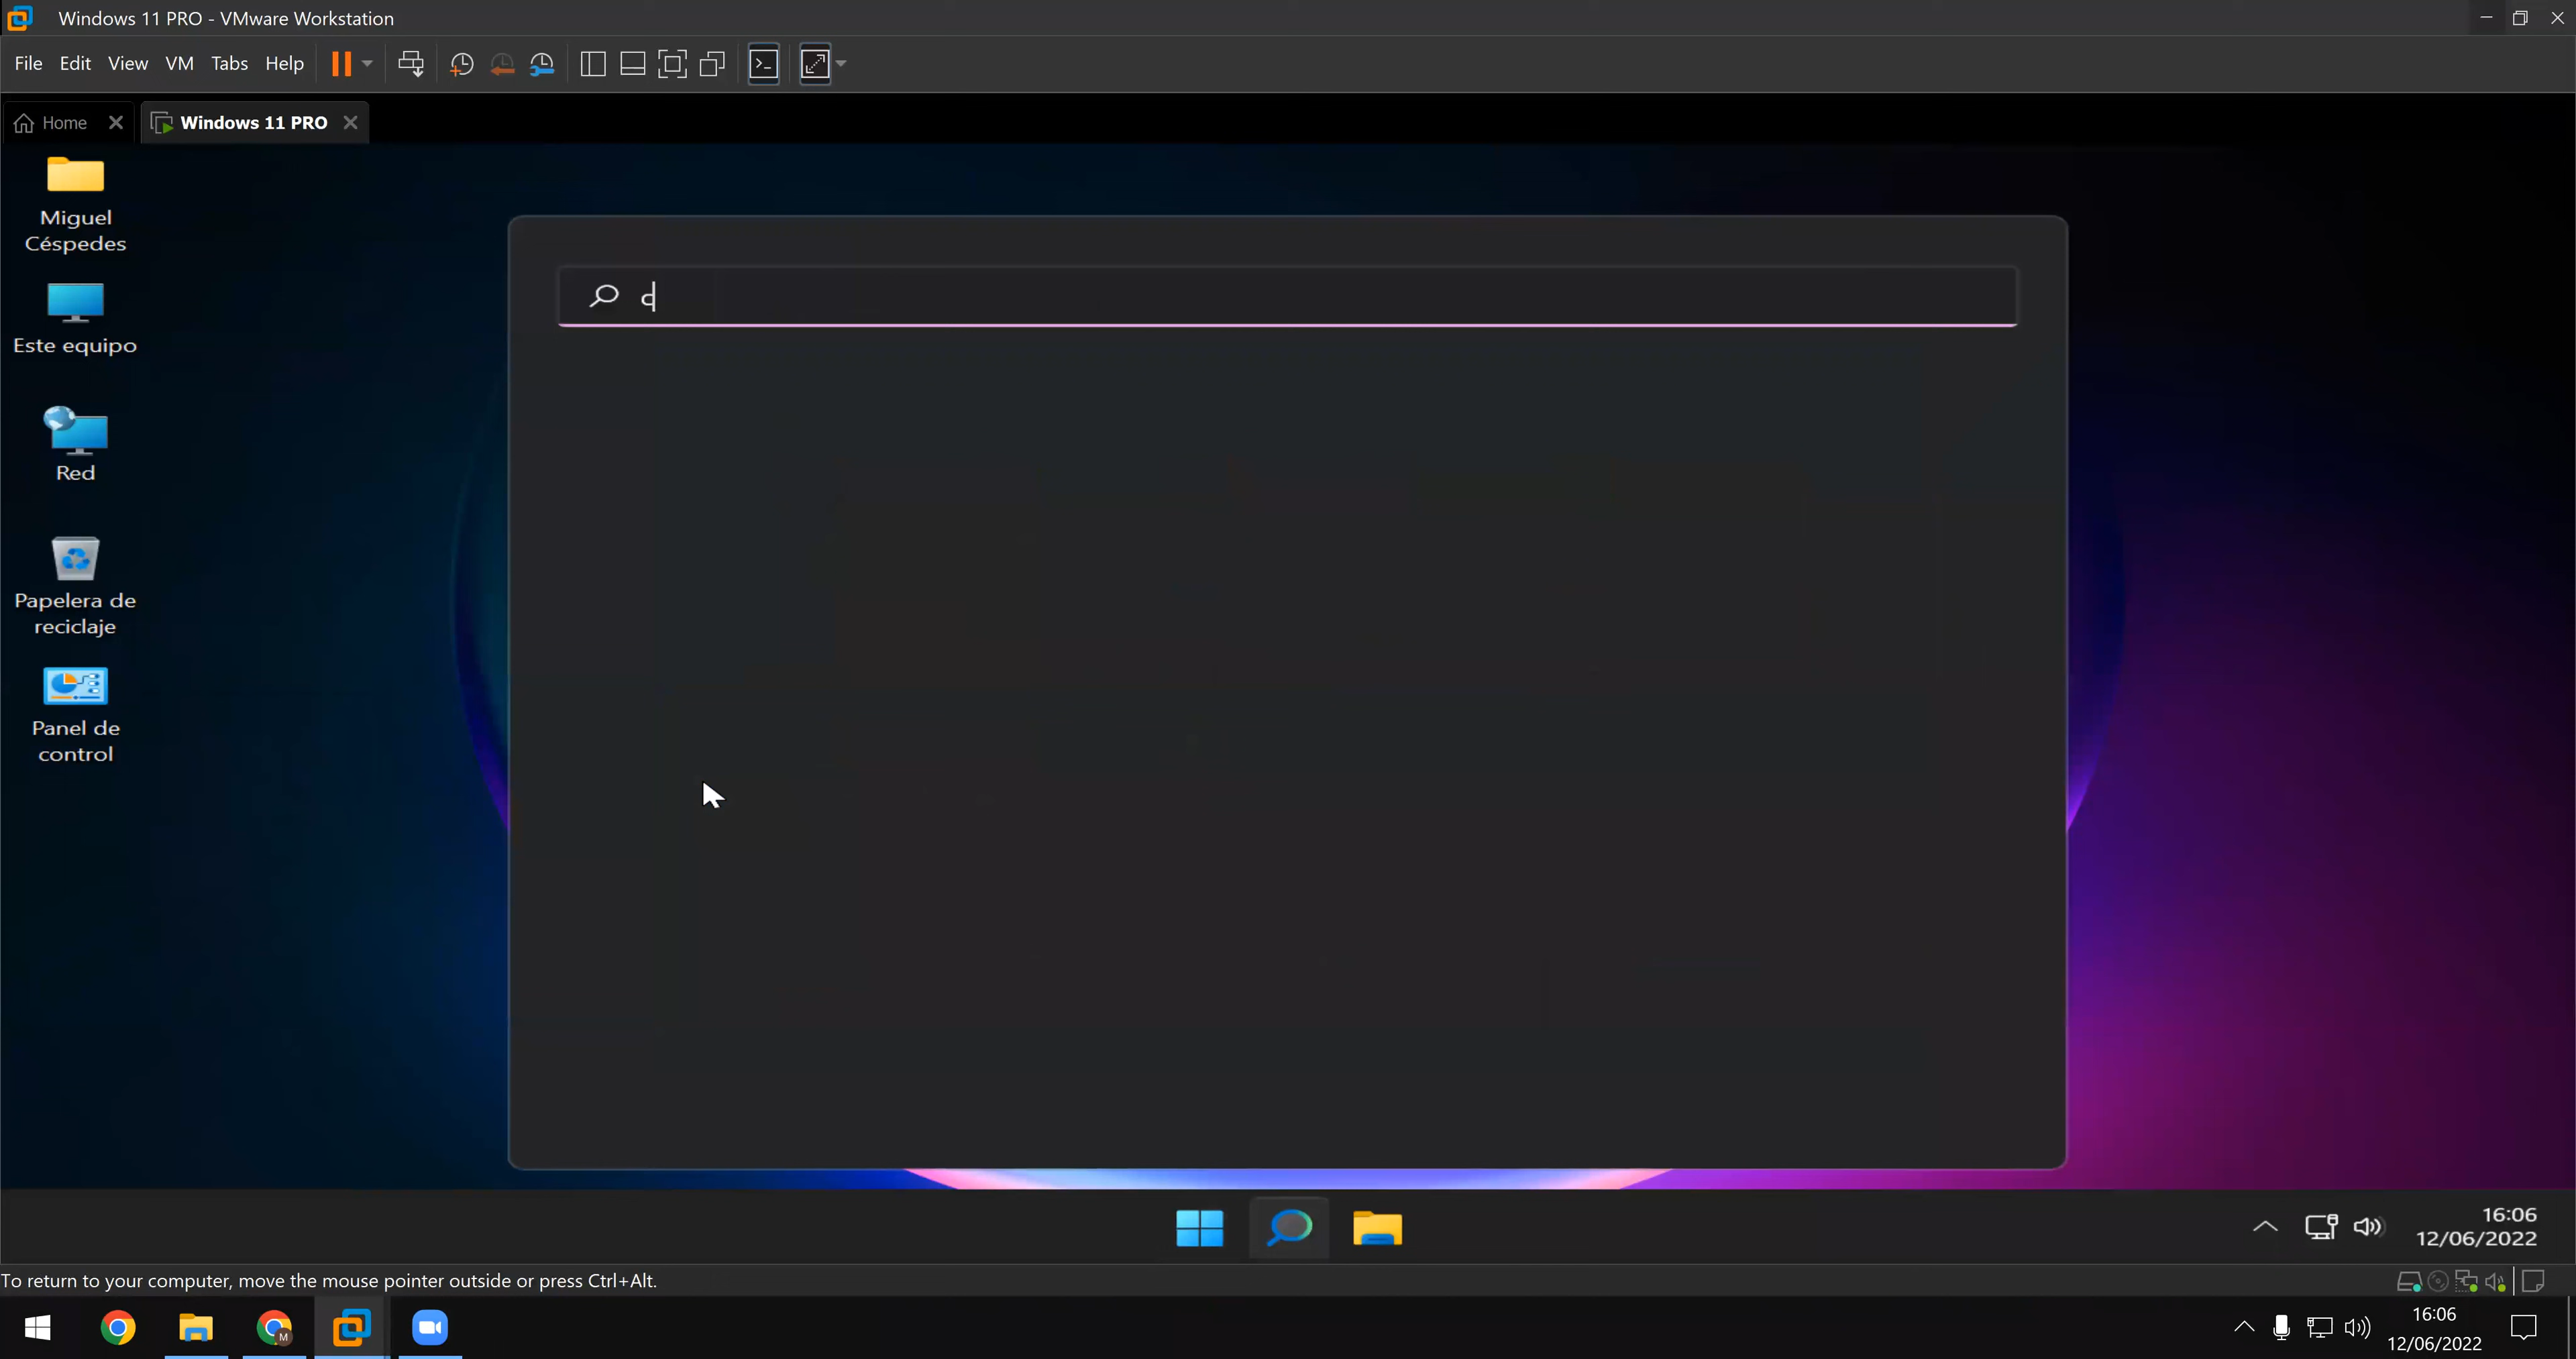 Windows 11 PRO - VMware Workstation
File Edit View VM Tabs Help
Home
Windows 11 PRO
Miguel
Céspedes
Este equipo
Red
Papelera de
reciclaje
Panel de
control
c
16:06
12/06/2022
To return to your computer, move the mouse pointer outside or press Ctrl+Alt.
M
16:06
12/06/2022